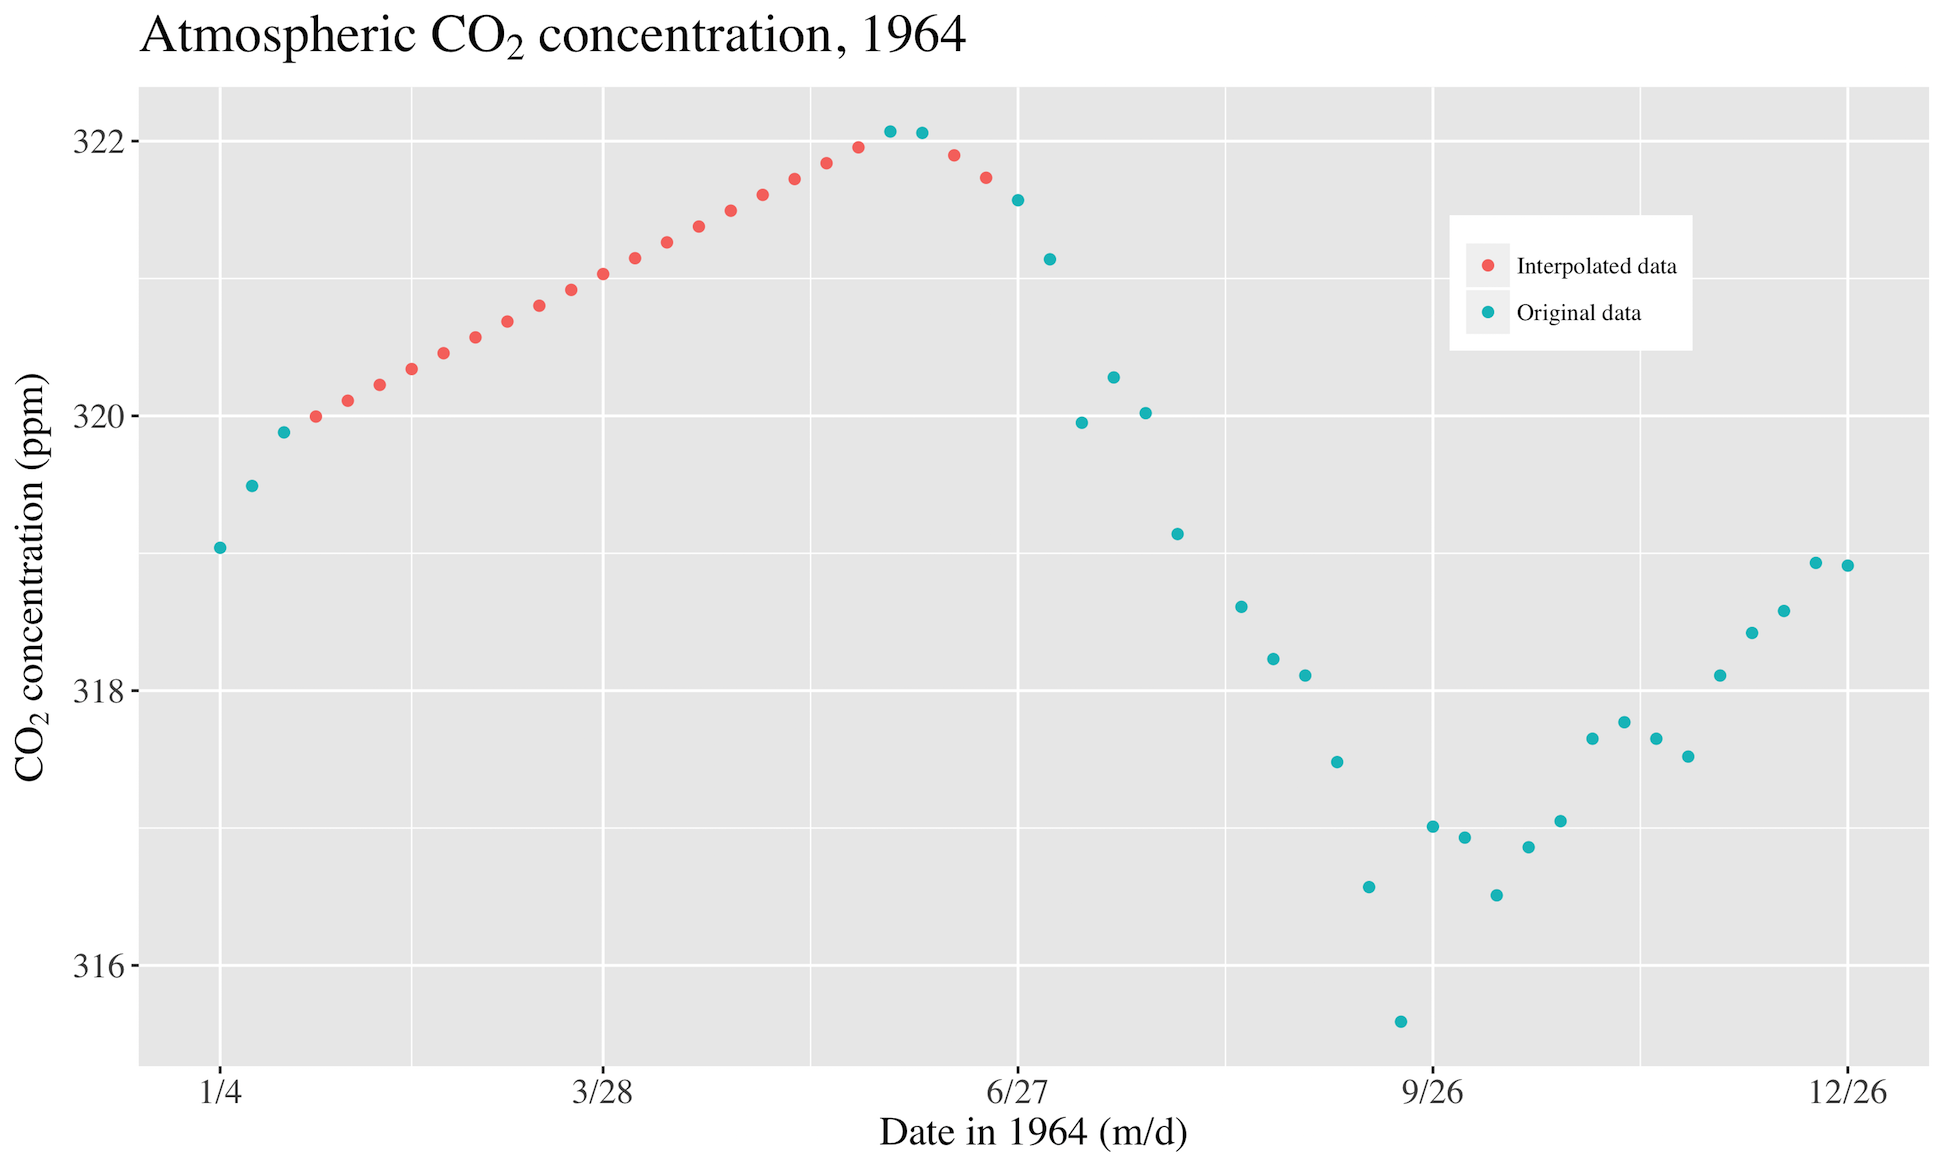 Atmospheric CO₂ concentration, 1964
CO₂ concentration (ppm)
322
320
318
316
Interpolated data
Original data
1/4
3/28
6/27
9/26
12/26
Date in 1964 (m/d)